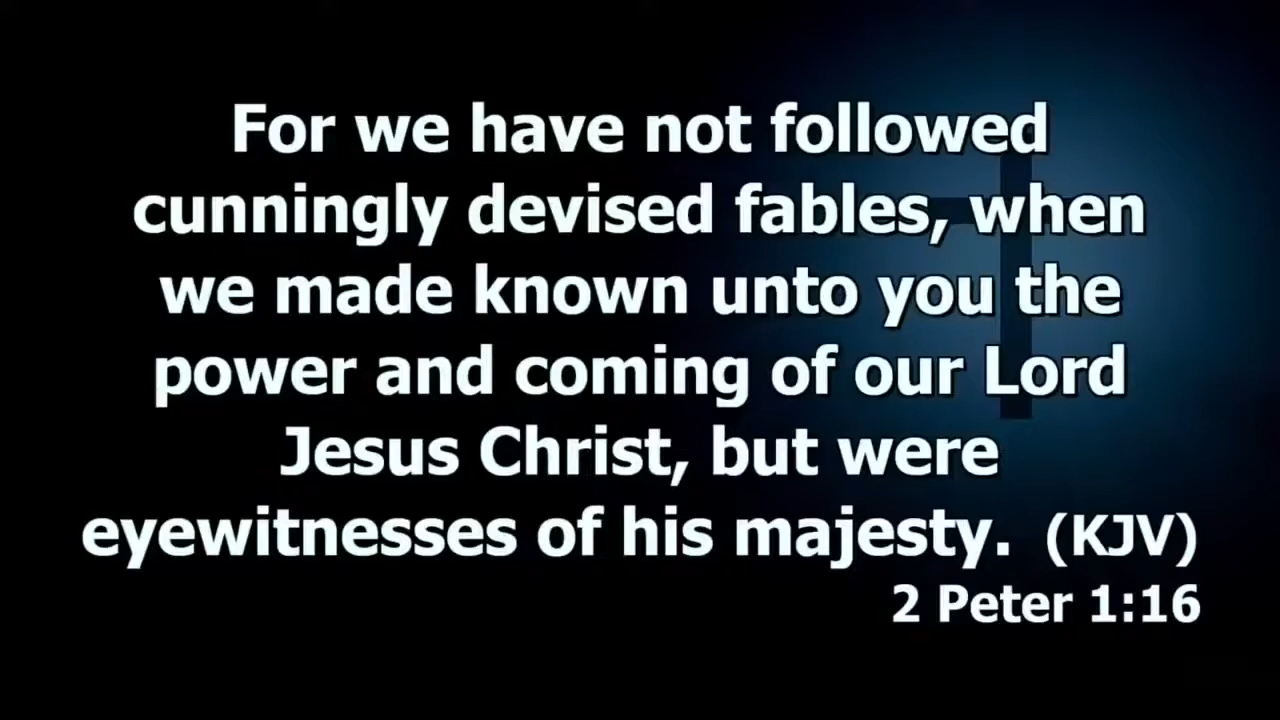 For we have not followed
cunningly devised fables, when
we made known unto you the
power and coming of our Lord
Jesus Christ, but were
eyewitnesses of his majesty. (KJV)
2 Peter 1:16